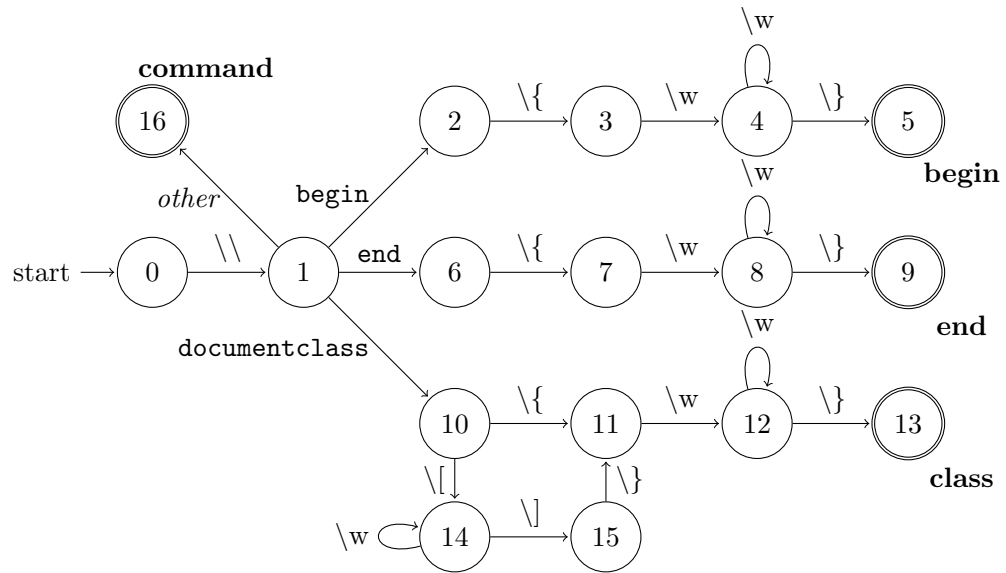 \w
command
16
2
\{
3
\w
4
\}
5
\w
begin
other
begin
start
0
\\
1
end
6
\{
7
\w
8
\}
9
\w
end
documentclass
10
\{
11
\w
12
\}
13
class
\[
\}
\w
14
\]
15